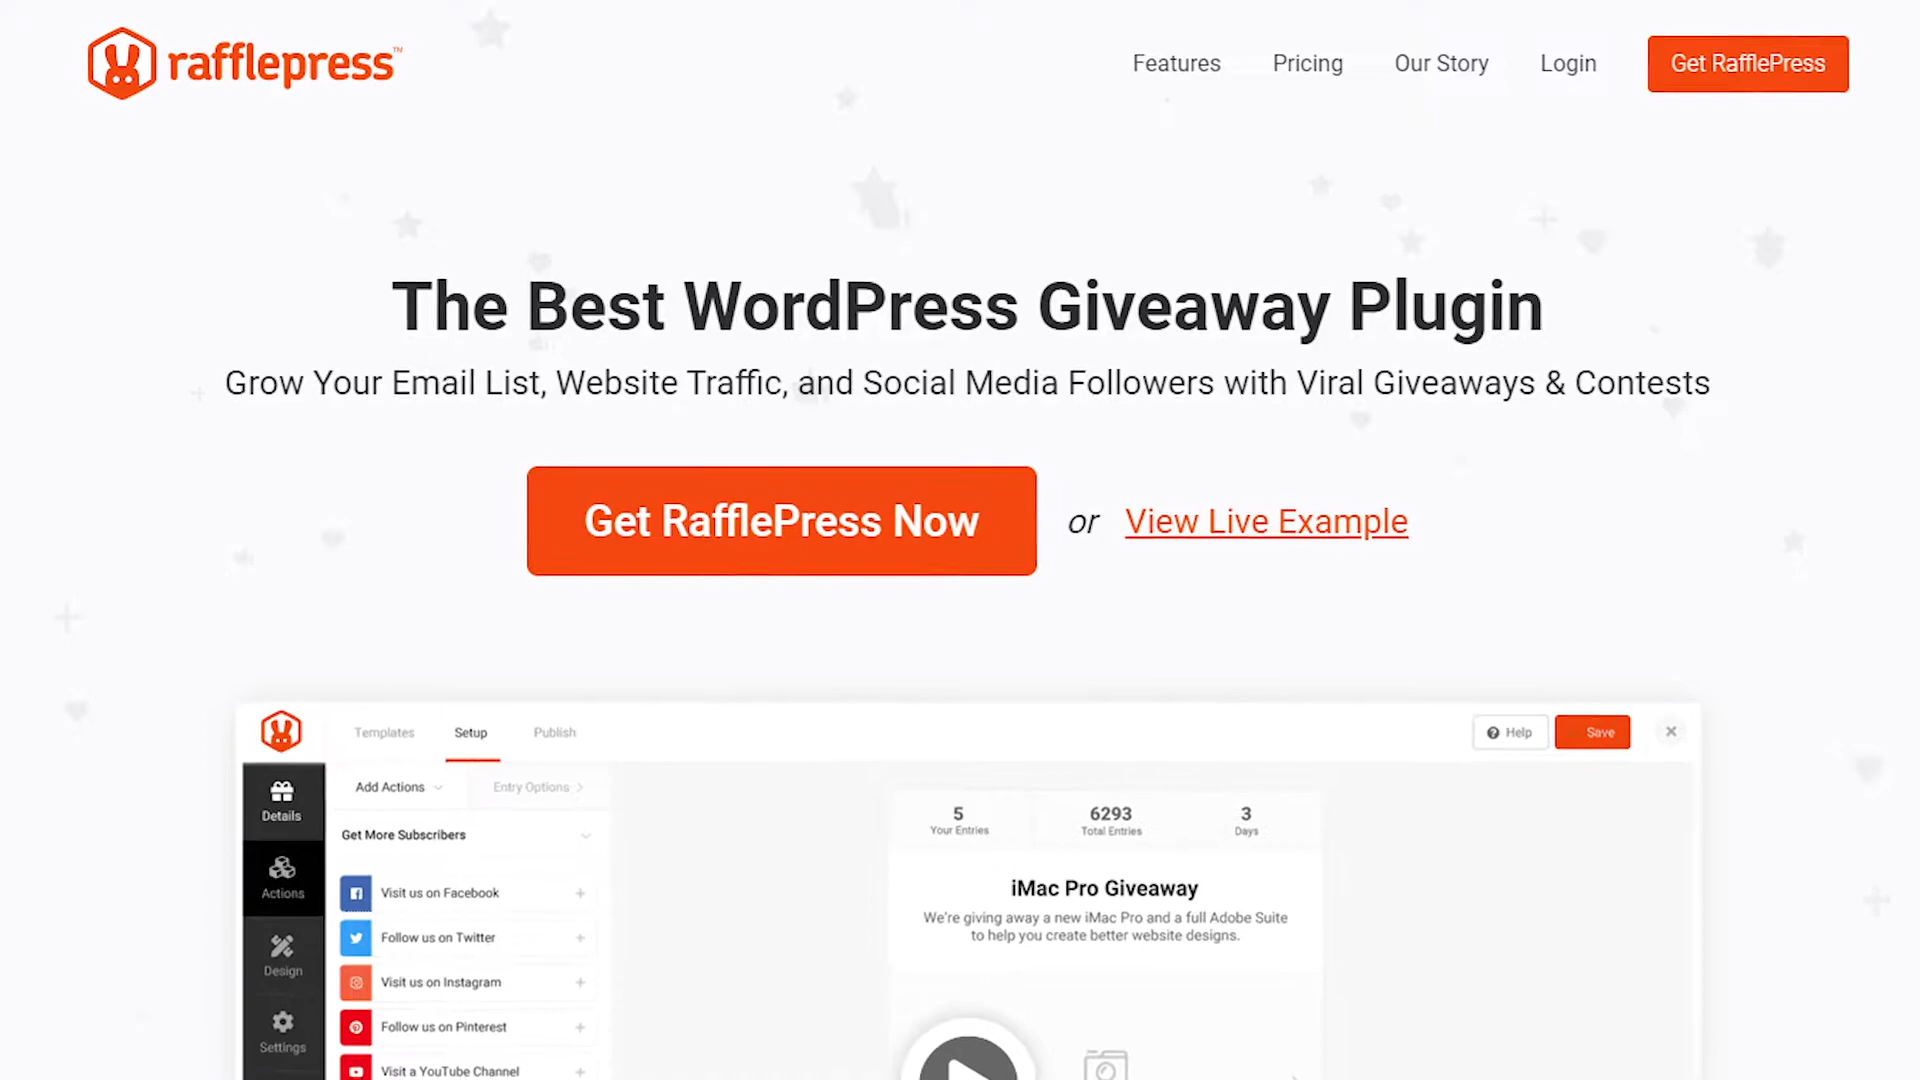 rafflepress™
Features
Pricing
Our Story
Login
Get RafflePress
The Best WordPress Giveaway Plugin
Grow Your Email List, Website Traffic, and Social Media Followers with Viral Giveaways & Contests
Get RafflePress Now
or
View Live Example
Templates
Setup
Publish
Help
Save
Details
Actions
Design
Settings
Add Actions
Entry Options
Get More Subscribers
Visit us on Facebook
Follow us on Twitter
Visit us on Instagram
Follow us on Pinterest
Visit a YouTube Channel
5
Your Entries
6293
Total Entries
3
Days
iMac Pro Giveaway
We're giving away a new iMac Pro and a full Adobe Suite
to help you create better website designs.